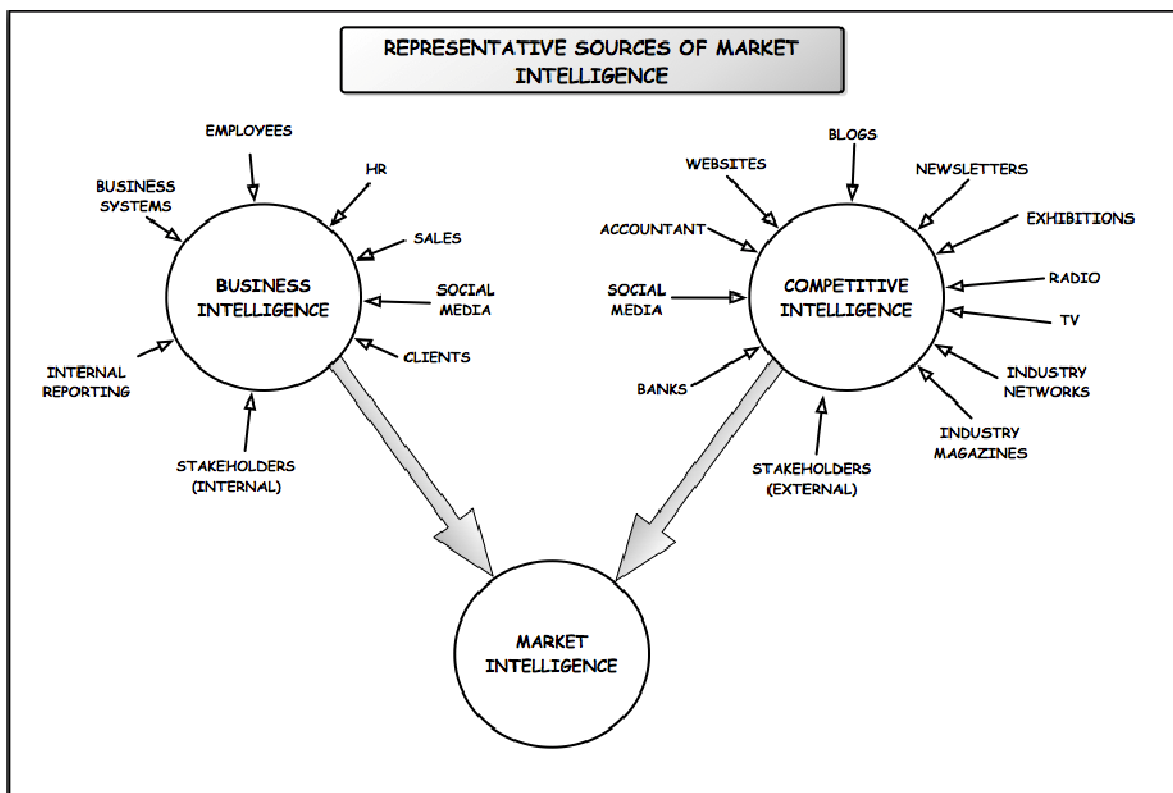 REPRESENTATIVE SOURCES OF MARKET
INTELLIGENCE
EMPLOYEES
HR
BUSINESS
SYSTEMS
SALES
BUSINESS
INTELLIGENCE
SOCIAL
MEDIA
CLIENTS
INTERNAL
REPORTING
STAKEHOLDERS
(INTERNAL)
BLOGS
WEBSITES
NEWSLETTERS
ACCOUNTANT
EXHIBITIONS
SOCIAL
MEDIA
COMPETITIVE
INTELLIGENCE
RADIO
TV
BANKS
INDUSTRY
NETWORKS
INDUSTRY
MAGAZINES
STAKEHOLDERS
(EXTERNAL)
MARKET
INTELLIGENCE